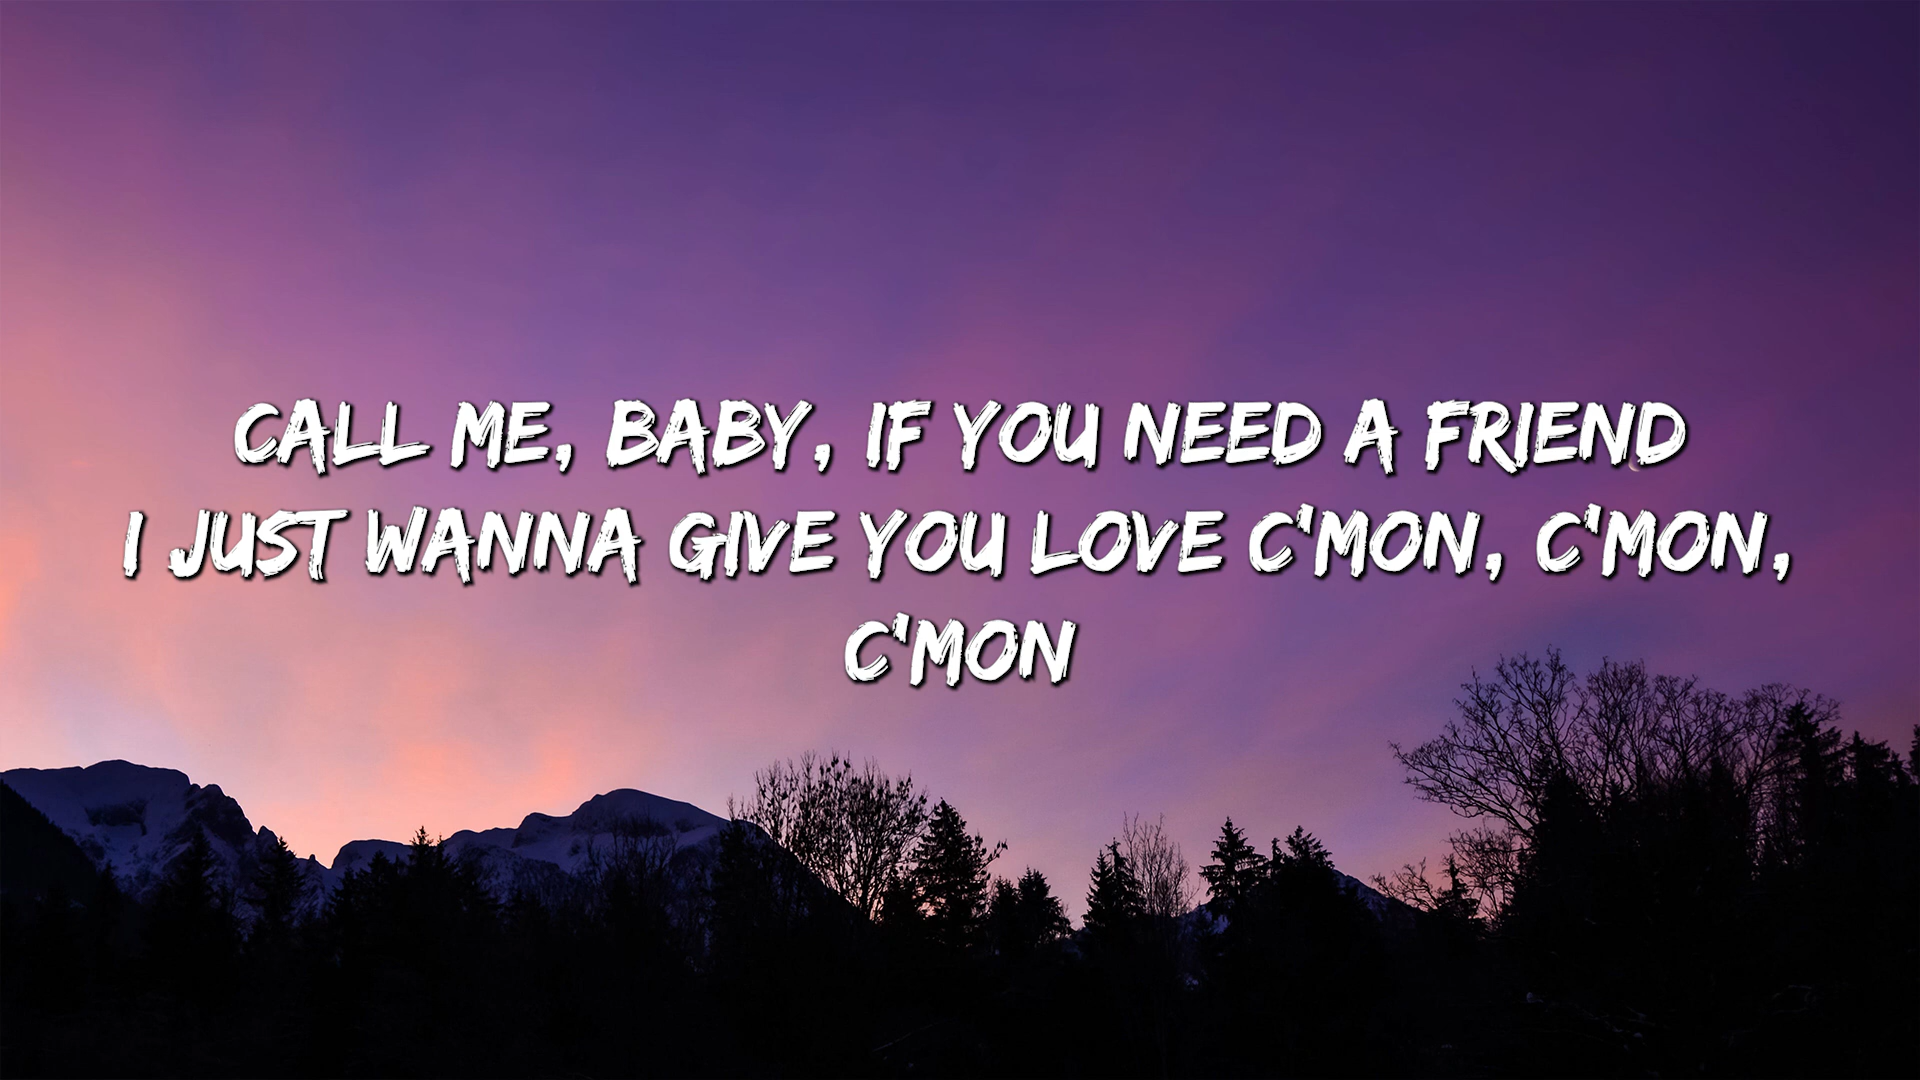 CALL ME, BABY, IF YOU NEED A FRIEND
I JUST WANNA GIVE YOU LOVE C'MON, C'MON,
C'MON